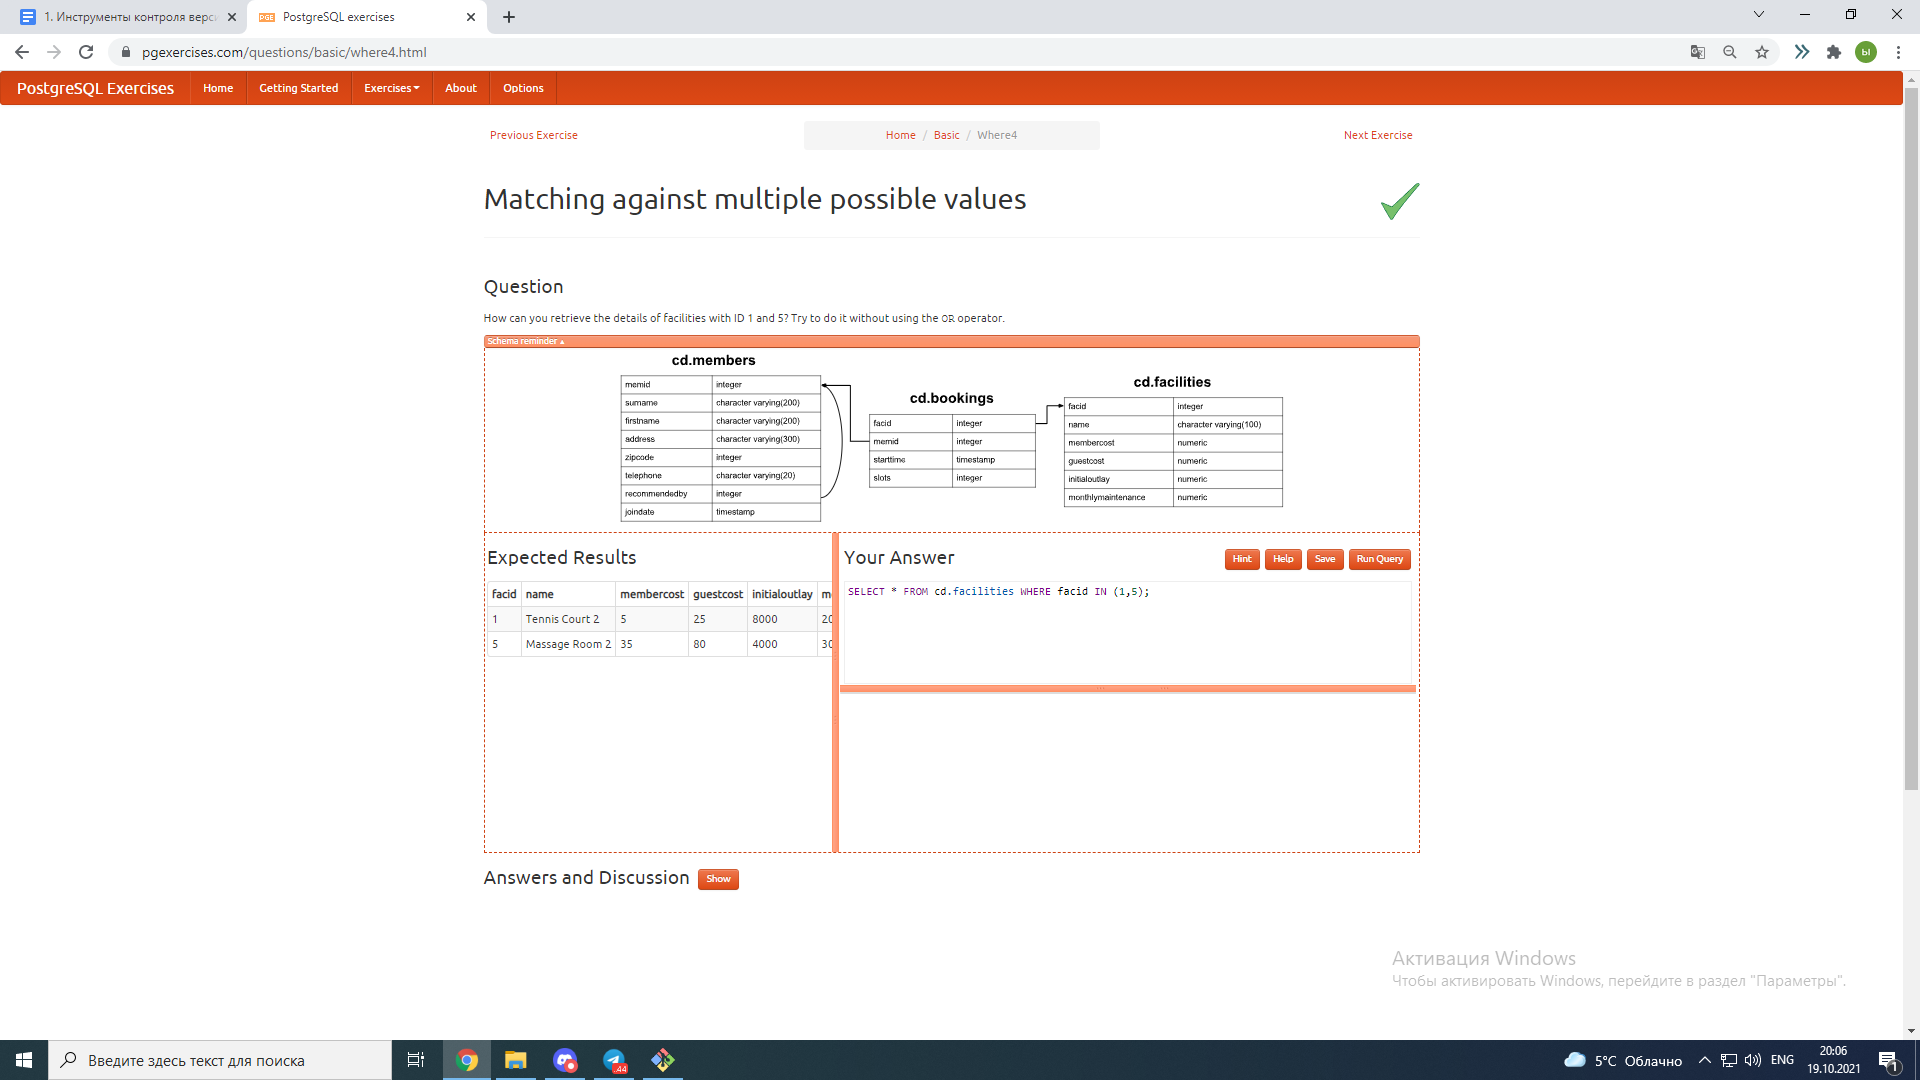 1. Инструменты контроля верси
PGE PostgreSQL exercises
pgexercises.com/questions/basic/where4.html
ы
PostgreSQL Exercises
Home
Getting Started
Exercises
About
Options
Previous Exercise
Home / Basic / Where4
Next Exercise
Matching against multiple possible values
Question
How can you retrieve the details of facilities with ID 1 and 5? Try to do it without using the OR operator.
Schema reminder
cd.members
memid integer
surname character varying(200)
firstname character varying(200)
address character varying(300)
zipcode integer
telephone character varying(20)
recommendedby integer
joindate timestamp
cd.bookings
facid integer
memid integer
starttime timestamp
slots integer
cd.facilities
facid integer
name character varying(100)
membercost numeric
guestcost numeric
initialoutlay numeric
monthlymaintenance numeric
Expected Results
facid name membercost guestcost initialoutlay m
1 Tennis Court 2 5 25 8000 20
5 Massage Room 2 35 80 4000 30
Your Answer
Hint
Help
Save
Run Query
SELECT * FROM cd.facilities WHERE facid IN (1,5);
Answers and Discussion
Show
Активация Windows
Чтобы активировать Windows, перейдите в раздел "Параметры".
Введите здесь текст для поиска
44
5°C Облачно
ENG
20:06
19.10.2021
1